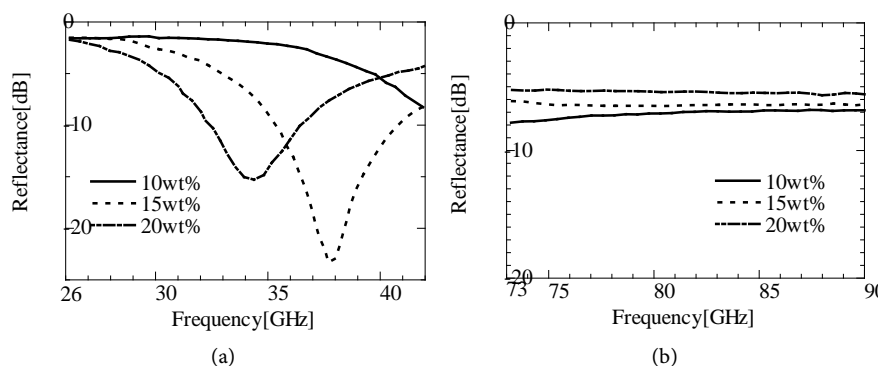 0
-10
-20
Reflectance[dB]
10wt%
15wt%
20wt%
26 30 35 40
Frequency[GHz]
(a)
0
-10
-20
Reflectance[dB]
10wt%
15wt%
20wt%
73 75 80 85 90
Frequency[GHz]
(b)